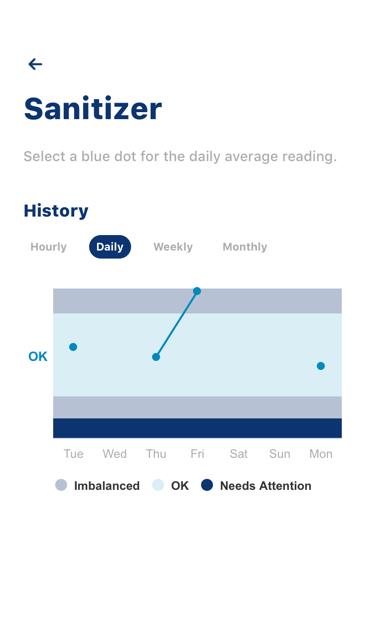 Sanitizer
Select a blue dot for the daily average reading.
History
Hourly Daily Weekly Monthly
OK
Tue Wed Thu Fri Sat Sun Mon
Imbalanced OK Needs Attention